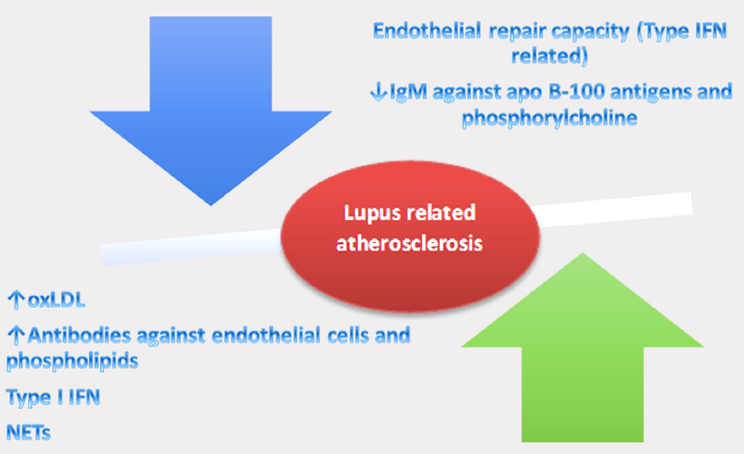 Endothelial repair capacity (Type IFN
related)
↓IgM against apo B-100 antigens and
phosphorylcholine
Lupus related
atherosclerosis
↑oxLDL
↑Antibodies against endothelial cells and
phospholipids
Type I IFN
NETs